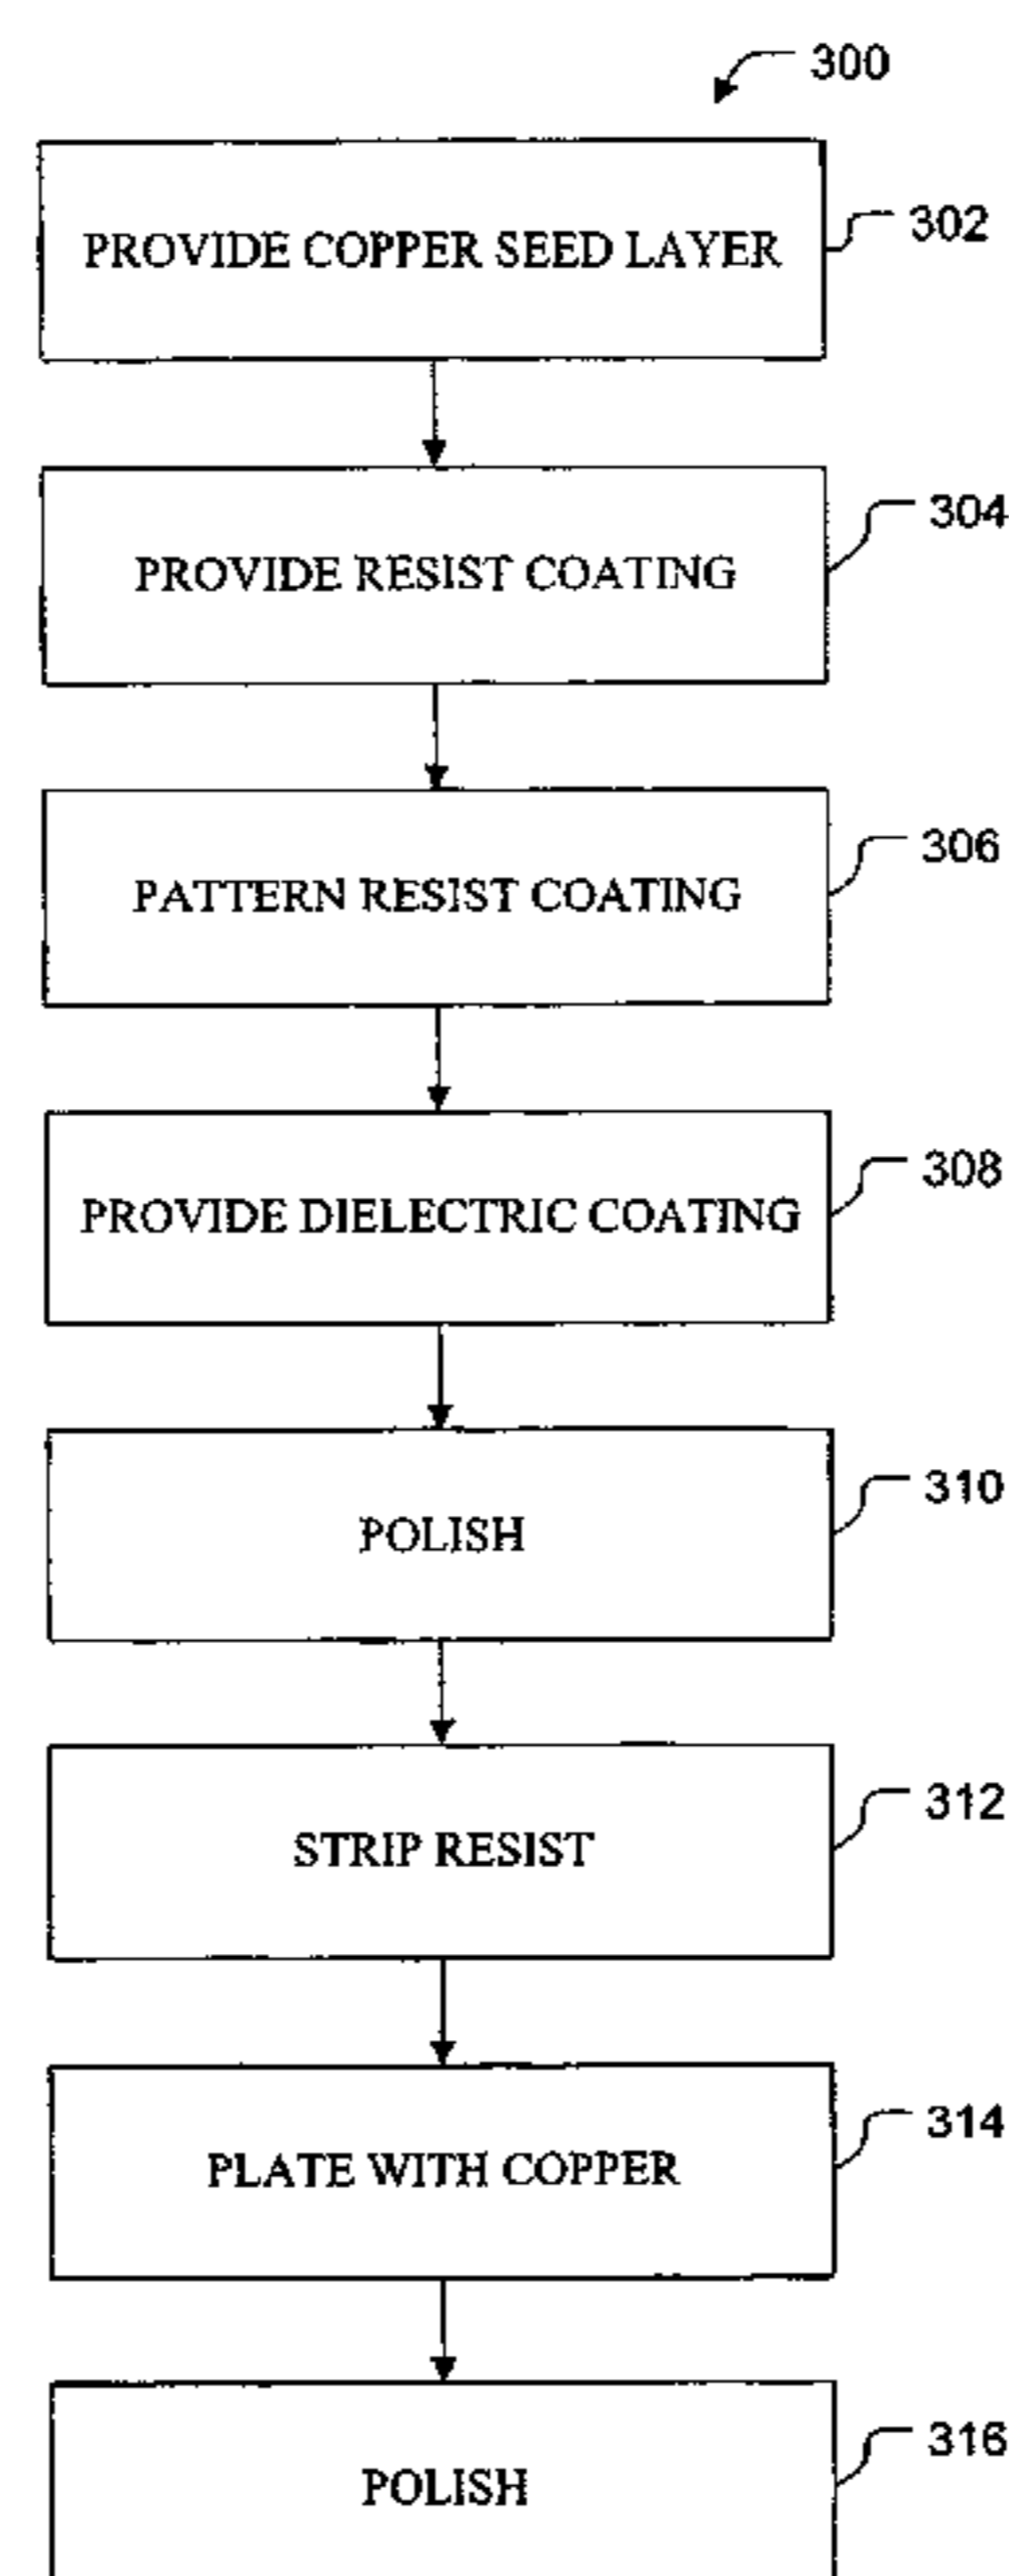 300
PROVIDE COPPER SEED LAYER
302
PROVIDE RESIST COATING
304
PATTERN RESIST COATING
306
PROVIDE DIELECTRIC COATING
308
POLISH
310
STRIP RESIST
312
PLATE WITH COPPER
314
POLISH
316